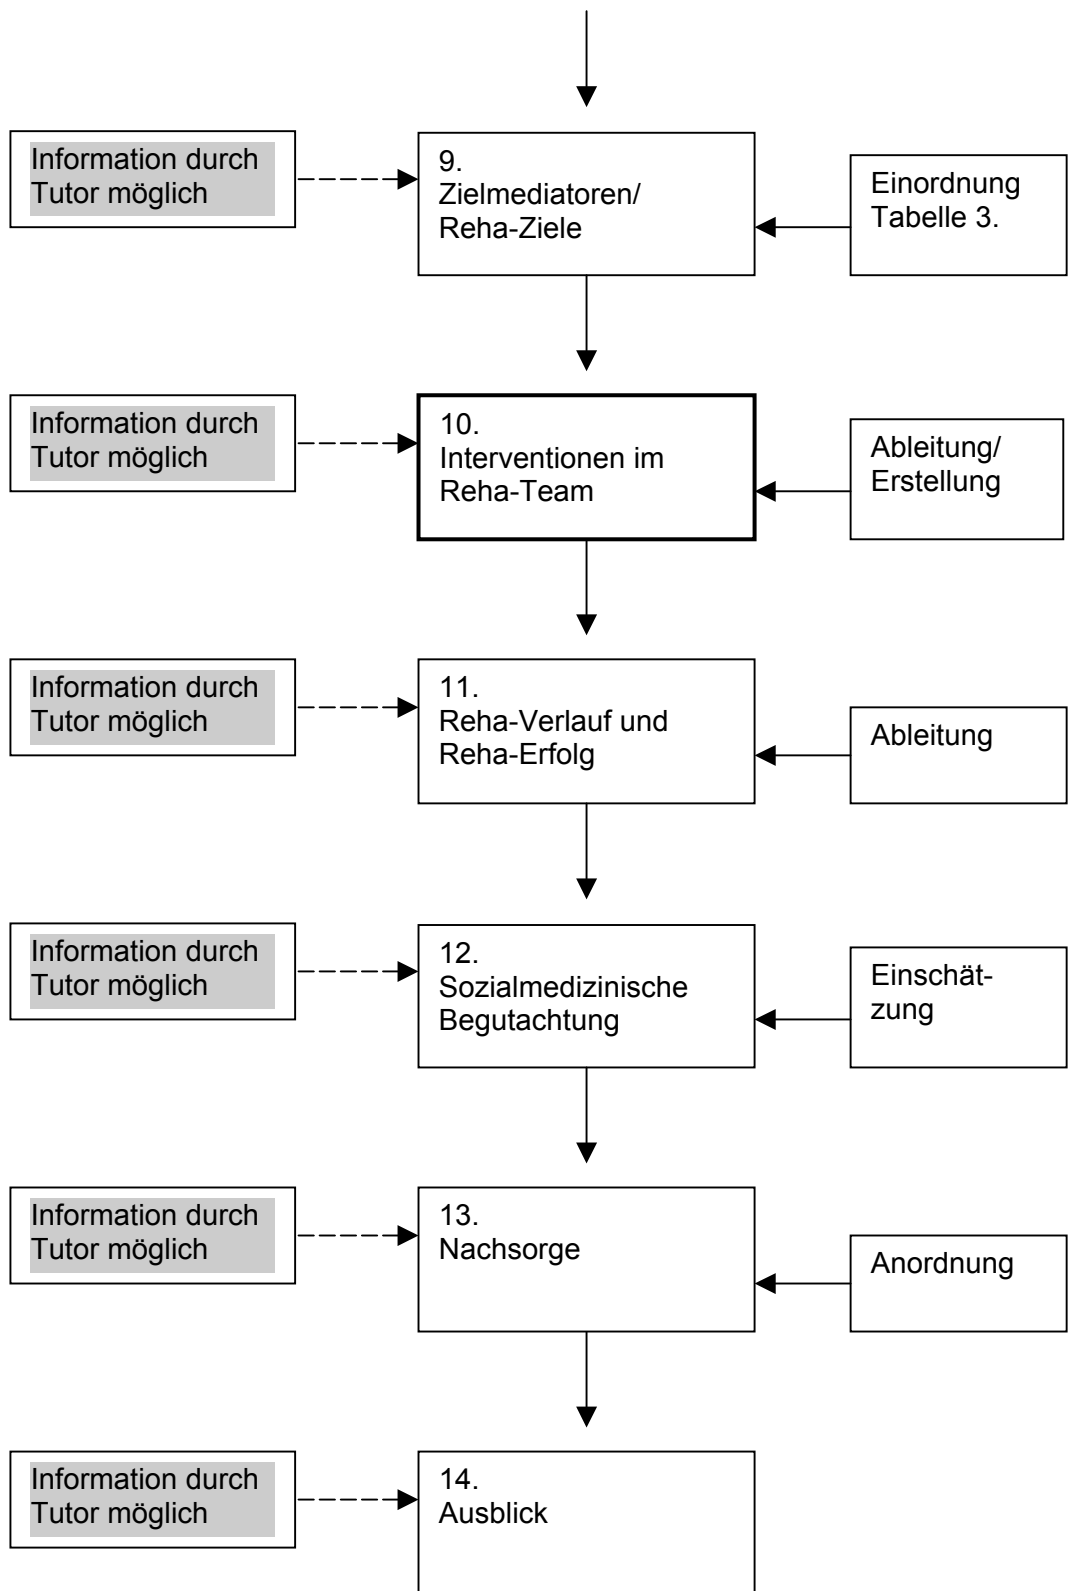 Information durch
Tutor möglich
9.
Zielmediatoren/
Reha-Ziele
Einordnung
Tabelle 3.
Information durch
Tutor möglich
10.
Interventionen im
Reha-Team
Ableitung/
Erstellung
Information durch
Tutor möglich
11.
Reha-Verlauf und
Reha-Erfolg
Ableitung
Information durch
Tutor möglich
12.
Sozialmedizinische
Begutachtung
Einschät-
zung
Information durch
Tutor möglich
13.
Nachsorge
Anordnung
Information durch
Tutor möglich
14.
Ausblick